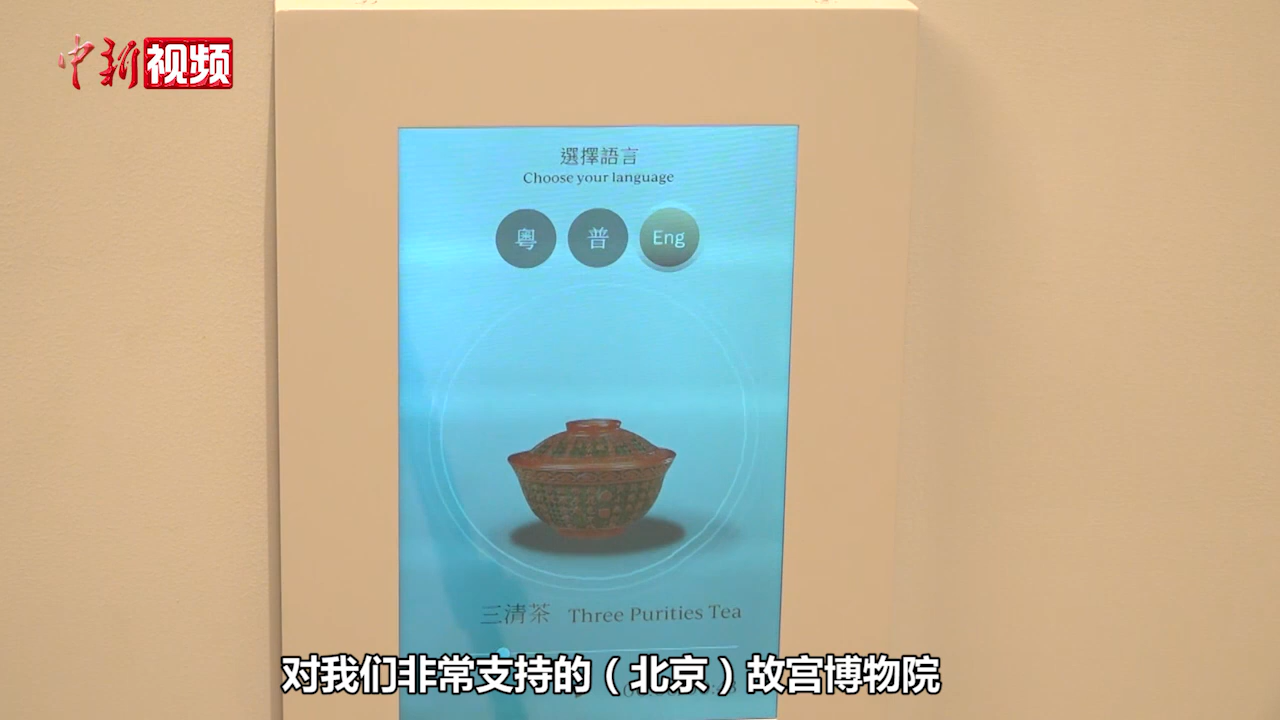 中新视频
選擇語言
Choose your language
粤 普 Eng
三清茶 Three Purities Tea
对我们非常支持的（北京）故宫博物院